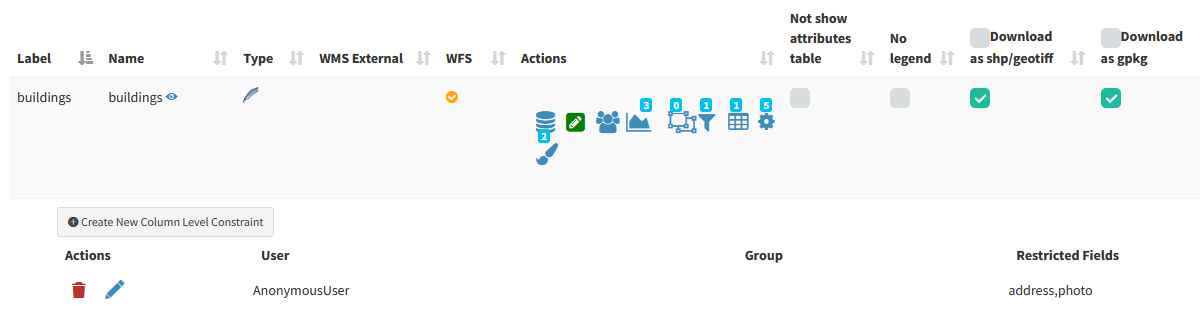 Label Name Type WMS External WFS Actions Not show attributes table No legend Download as shp/geotiff Download as gpkg
buildings buildings
3 0 1 1 5
2
Create New Column Level Constraint
Actions User Group Restricted Fields
AnonymousUser address,photo